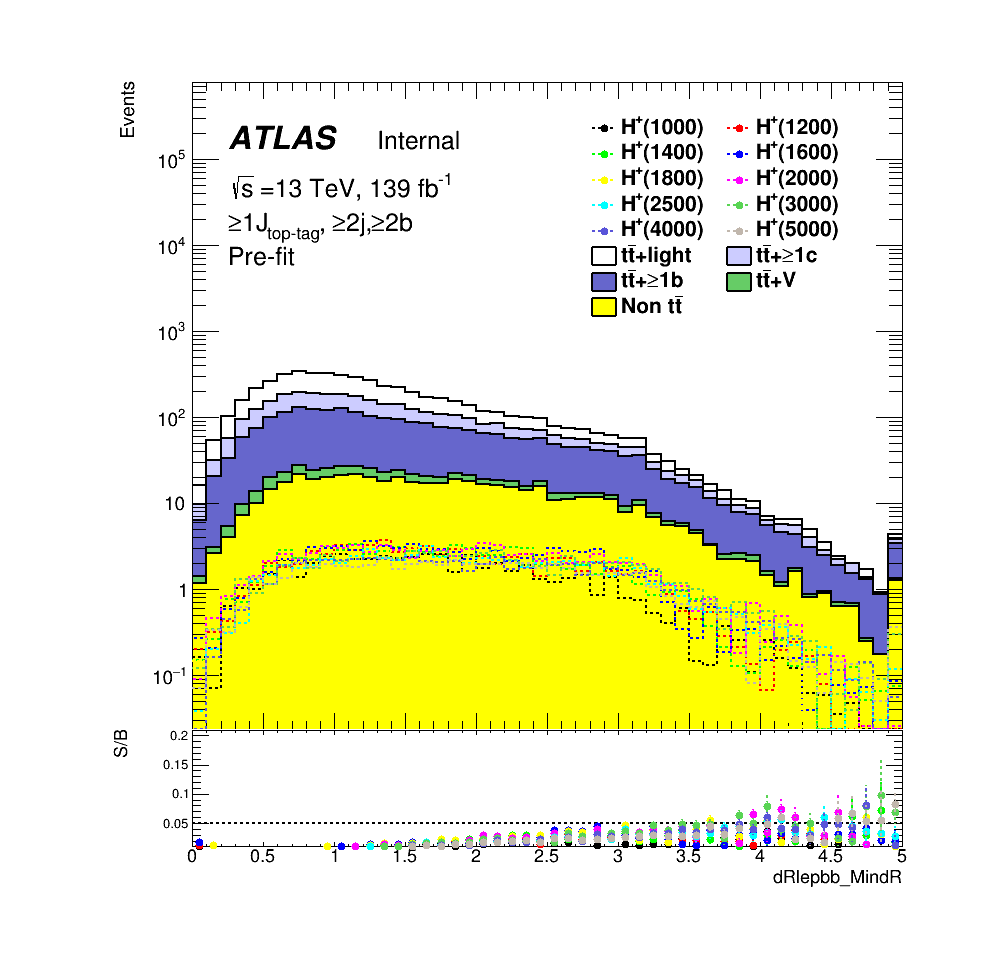 Events
ATLAS Internal
√s =13 TeV, 139 fb⁻¹
≥1J_top-tag, ≥2j,≥2b
Pre-fit
H⁺(1000) H⁺(1200)
H⁺(1400) H⁺(1600)
H⁺(1800) H⁺(2000)
H⁺(2500) H⁺(3000)
H⁺(4000) H⁺(5000)
tt̄+light tt̄+≥1c
tt̄+≥1b tt̄+V
Non tt̄
10⁵
10⁴
10³
10²
10
1
10⁻¹
S/B
0.2
0.15
0.1
0.05
0 0.5 1 1.5 2 2.5 3 3.5 4 4.5 5
dRlepbb_MindR